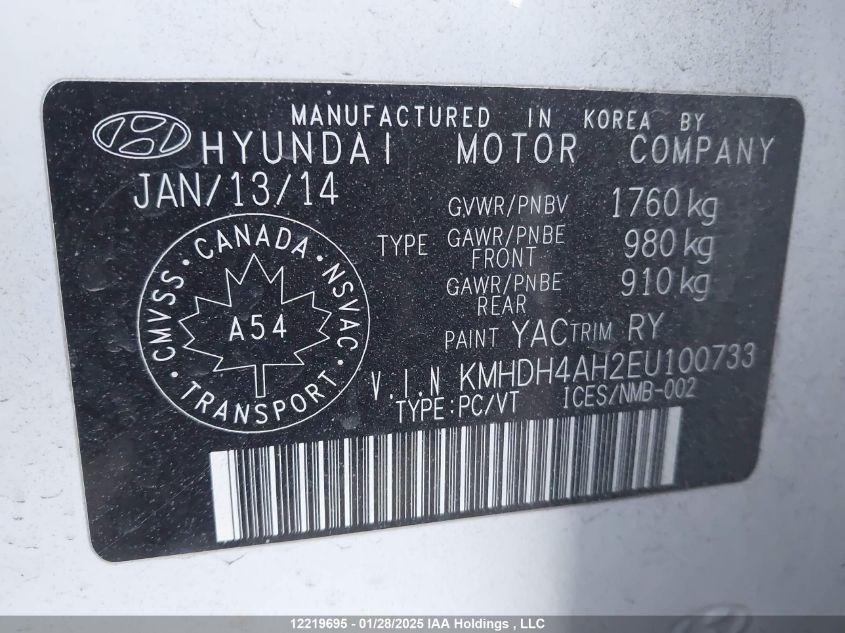 MANUFACTURED IN KOREA BY
HYUNDAI MOTOR COMPANY
JAN/13/14
GVWR/PNBV 1760 kg
TYPE GAWR/PNBE FRONT 980 kg
GAWR/PNBE REAR 910 kg
PAINT YAC TRIM RY
V.I.N KMHDH4AH2EU100733
TYPE:PC/VT ICES/NMB-002
CMVSS · CANADA · NSVAC · TRANSPORT ·
A54
12219695 - 01/28/2025 IAA Holdings , LLC